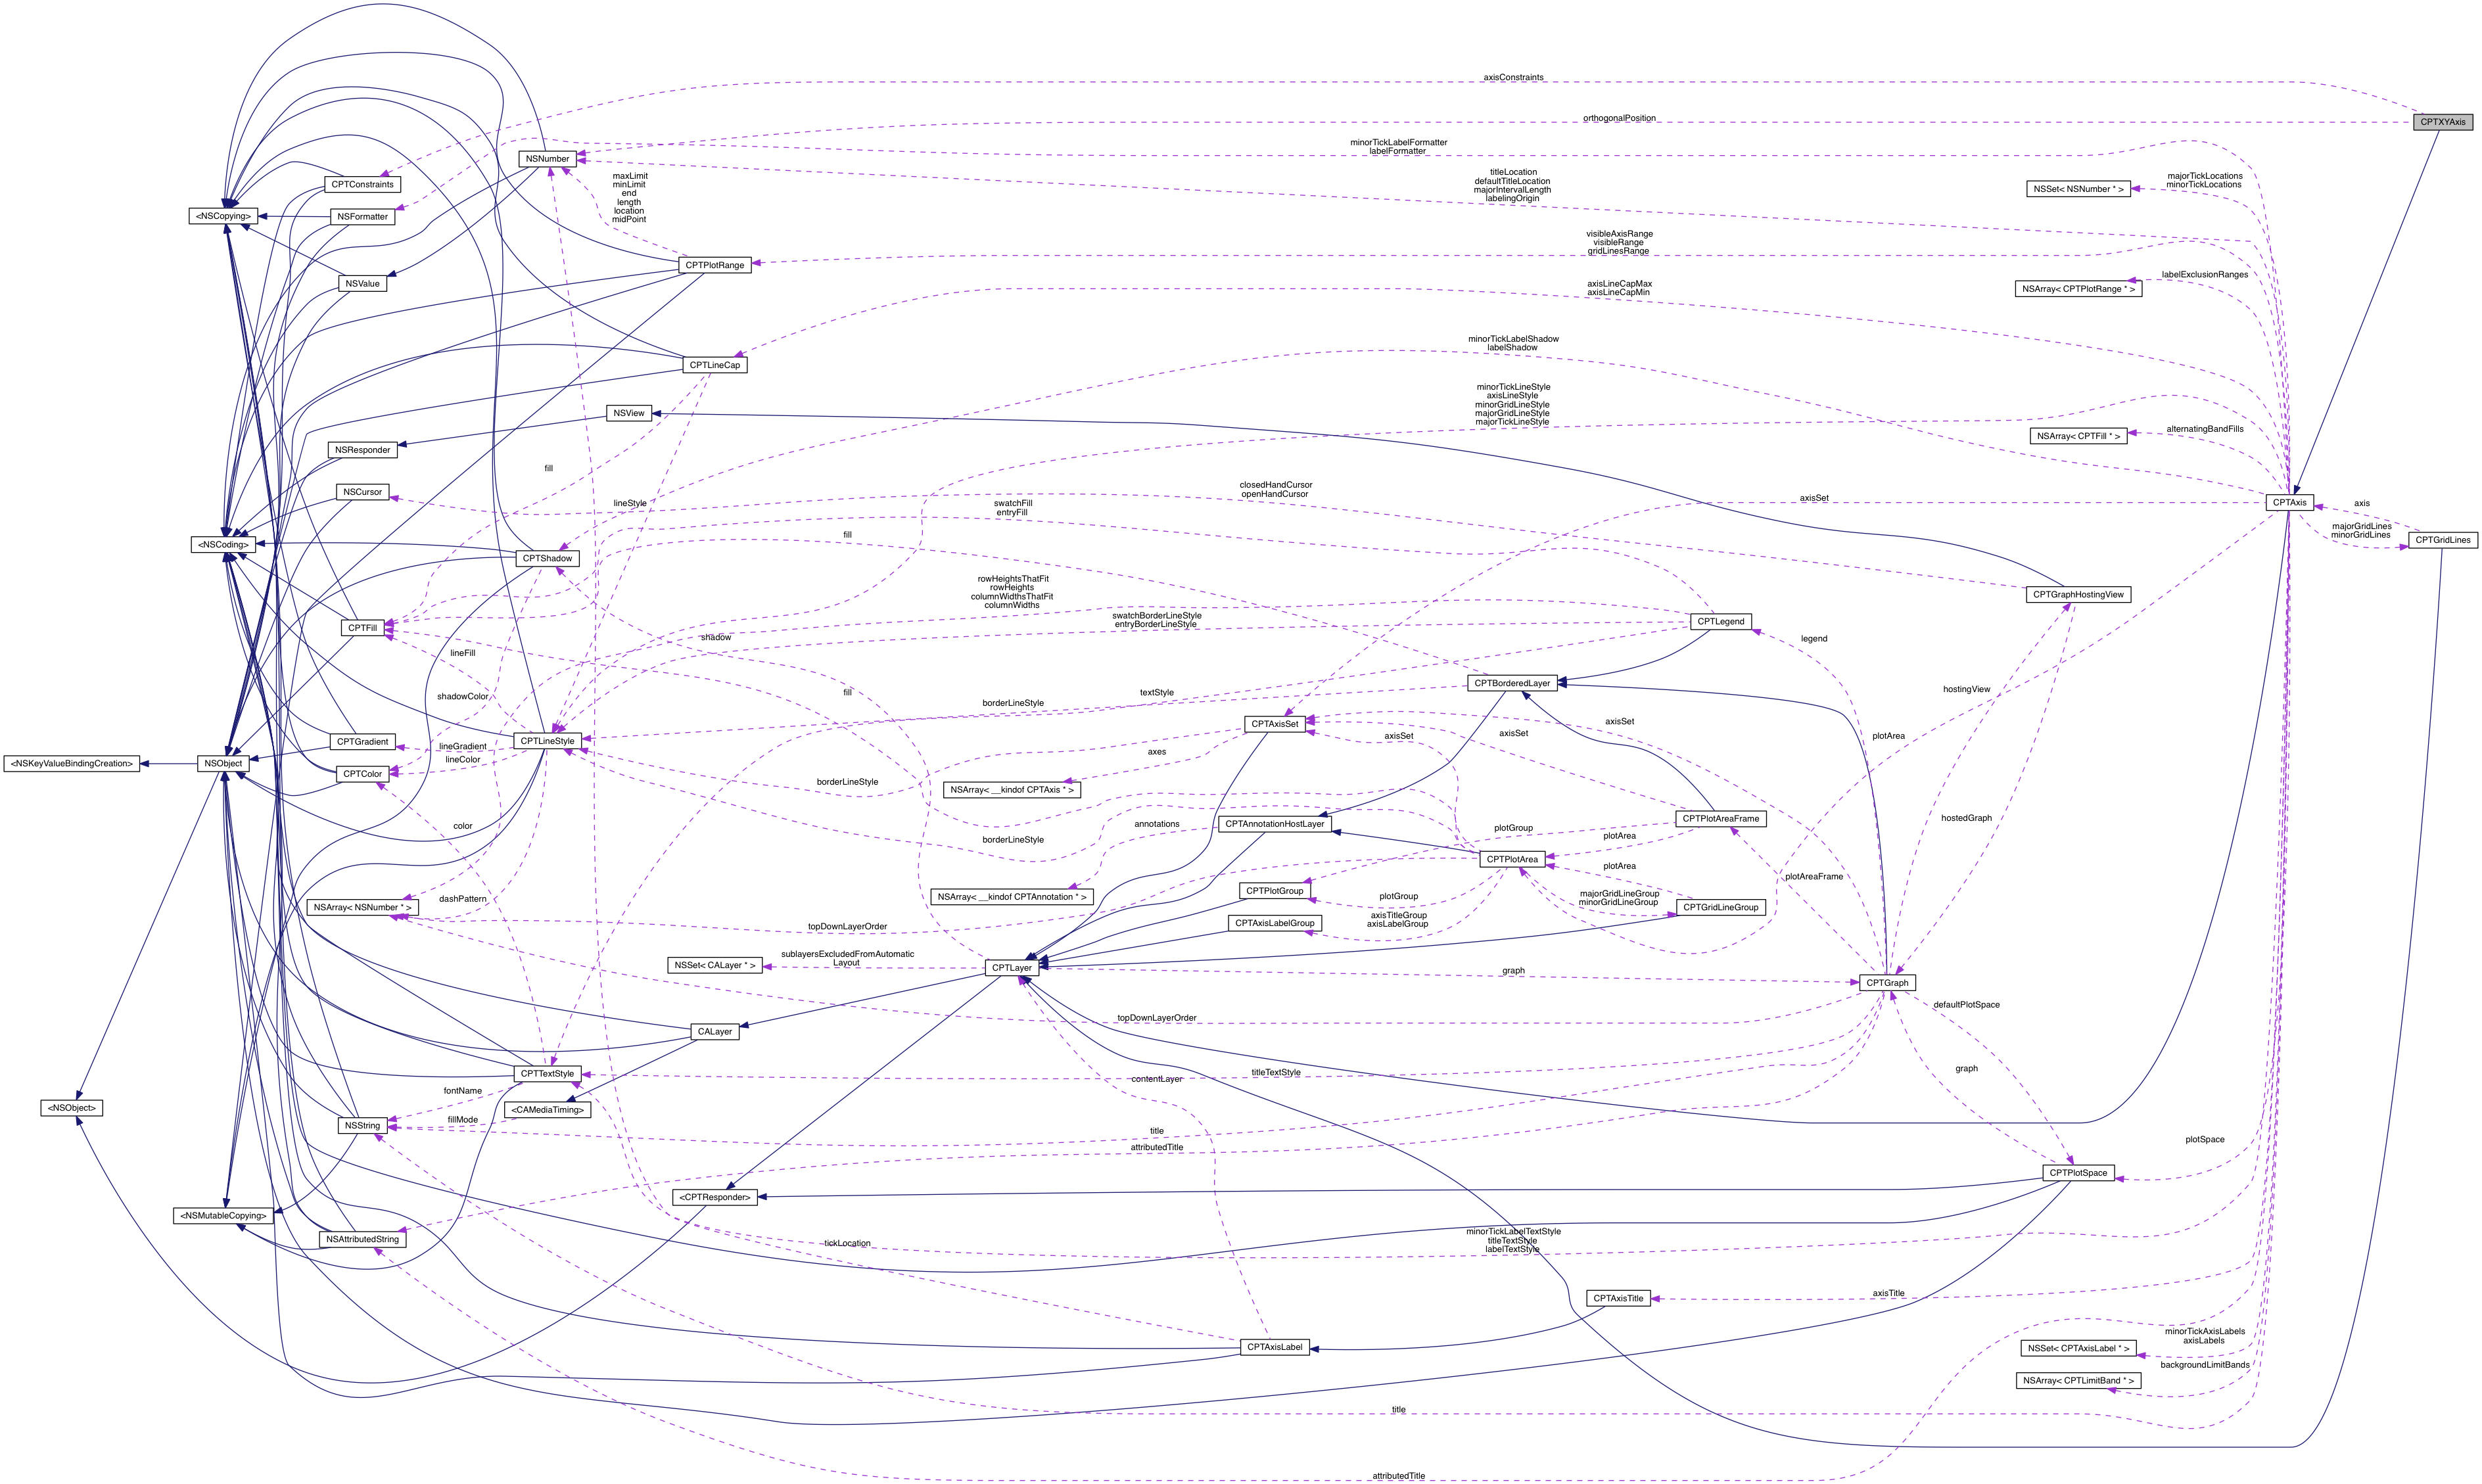 axisConstraints
CPTXYAxis
orthogonalPosition
minorTickLabelFormatter
labelFormatter
NSNumber
maxLimit
minLimit
end
length
location
midPoint
titleLocation
defaultTitleLocation
majorIntervalLength
labelingOrigin
majorTickLocations
minorTickLocations
NSSet< NSNumber * >
CPTConstraints
<NSCopying>
NSFormatter
visibleAxisRange
visibleRange
gridLinesRange
CPTPlotRange
NSValue
labelExclusionRanges
NSArray< CPTPlotRange * >
axisLineCapMax
axisLineCapMin
minorTickLabelShadow
labelShadow
CPTLineCap
minorTickLineStyle
axisLineStyle
minorGridLineStyle
majorGridLineStyle
majorTickLineStyle
NSView
alternatingBandFills
NSArray< CPTFill * >
NSResponder
fill
closedHandCursor
openHandCursor
NSCursor
lineStyle
swatchFill
entryFill
axisSet
CPTAxis
axis
majorGridLines
minorGridLines
CPTGridLines
<NSCoding>
fill
CPTShadow
rowHeightsThatFit
rowHeights
columnWidthsThatFit
columnWidths
CPTGraphHostingView
swatchBorderLineStyle
entryBorderLineStyle
CPTLegend
CPTFill
shadow
legend
lineFill
CPTBorderedLayer
shadowColor
fill
textStyle
borderLineStyle
hostingView
CPTAxisSet
axisSet
axisSet
axisSet
plotArea
CPTGradient
lineGradient
lineColor
CPTLineStyle
axes
<NSKeyValueBindingCreation>
NSObject
CPTColor
borderLineStyle
NSArray< __kindof CPTAxis * >
color
annotations
CPTAnnotationHostLayer
plotGroup
CPTPlotAreaFrame
hostedGraph
borderLineStyle
plotArea
CPTPlotArea
plotArea
plotAreaFrame
dashPattern
NSArray< NSNumber * >
NSArray< __kindof CPTAnnotation * >
CPTPlotGroup
plotGroup
majorGridLineGroup
minorGridLineGroup
CPTGridLineGroup
topDownLayerOrder
CPTAxisLabelGroup
axisTitleGroup
axisLabelGroup
sublayersExcludedFromAutomatic
Layout
NSSet< CALayer * >
CPTLayer
graph
CPTGraph
defaultPlotSpace
topDownLayerOrder
CALayer
CPTTextStyle
titleTextStyle
contentLayer
graph
fontName
<CAMediaTiming>
fillMode
<NSObject>
NSString
title
attributedTitle
plotSpace
CPTPlotSpace
<CPTResponder>
<NSMutableCopying>
NSAttributedString
tickLocation
minorTickLabelTextStyle
titleTextStyle
labelTextStyle
axisTitle
CPTAxisTitle
CPTAxisLabel
minorTickAxisLabels
axisLabels
NSSet< CPTAxisLabel * >
backgroundLimitBands
NSArray< CPTLimitBand * >
title
attributedTitle